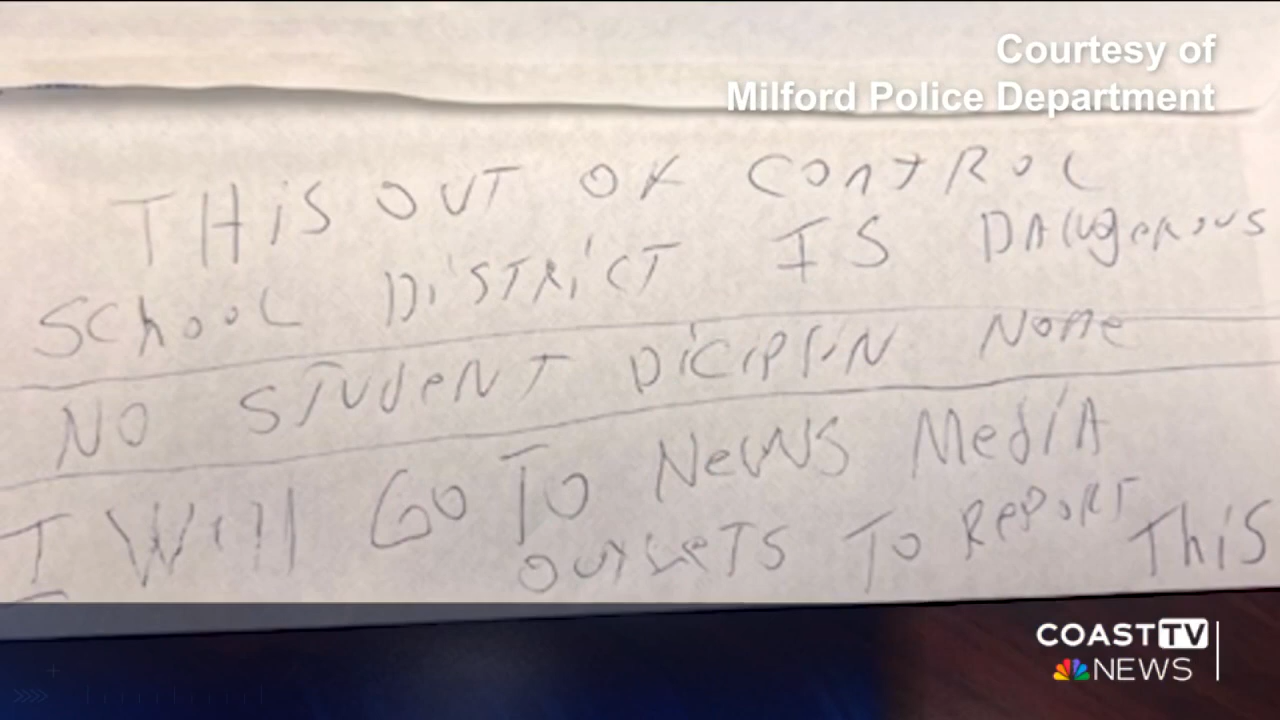 Courtesy of
Milford Police Department
THiS OUT OF CONTROL
SCHOOL DiSTRiCT IS DANgeROUS
NO STUDeNT DiCiPliN NONe
I Will GO TO NewS MediA
OUTleTS TO RePORT THiS
COAST TV
NEWS